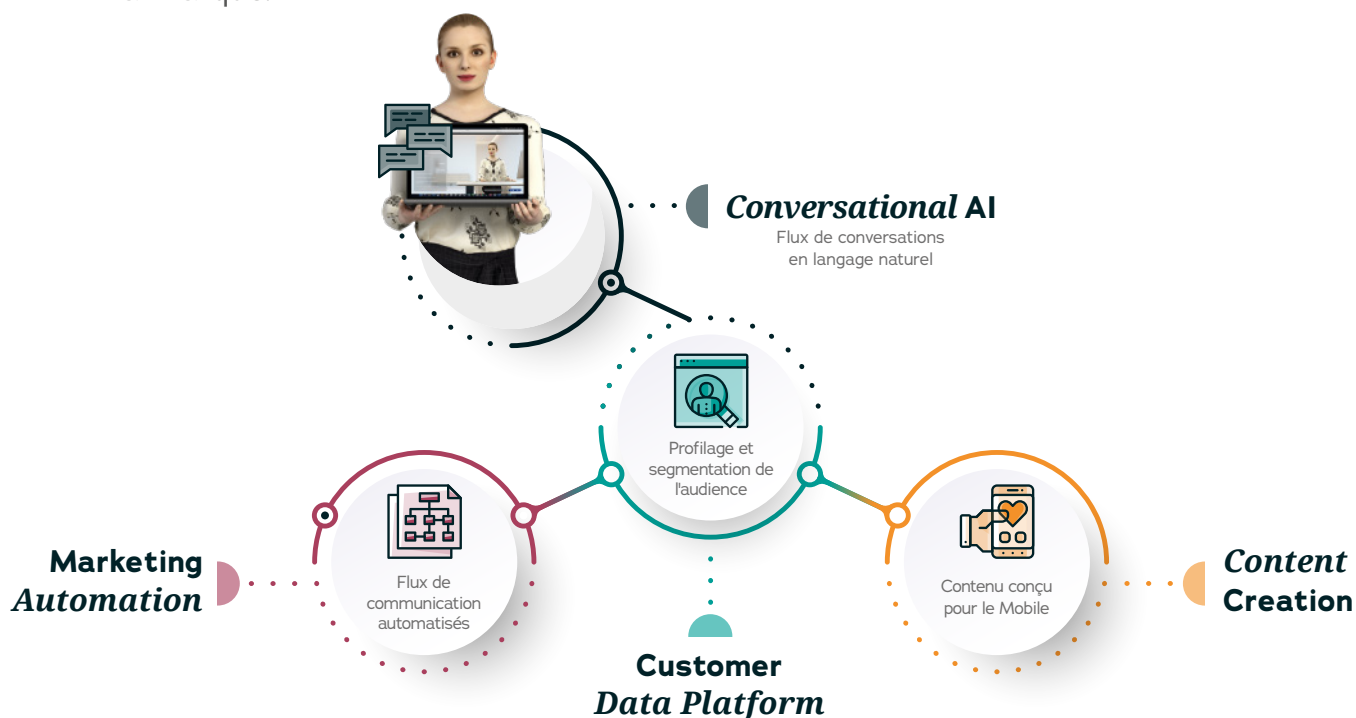 Conversational AI
Flux de conversations
en langage naturel
Profilage et
segmentation de
l'audience
Marketing
Automation
Flux de
communication
automatisés
Contenu conçu
pour le Mobile
Content
Creation
Customer
Data Platform